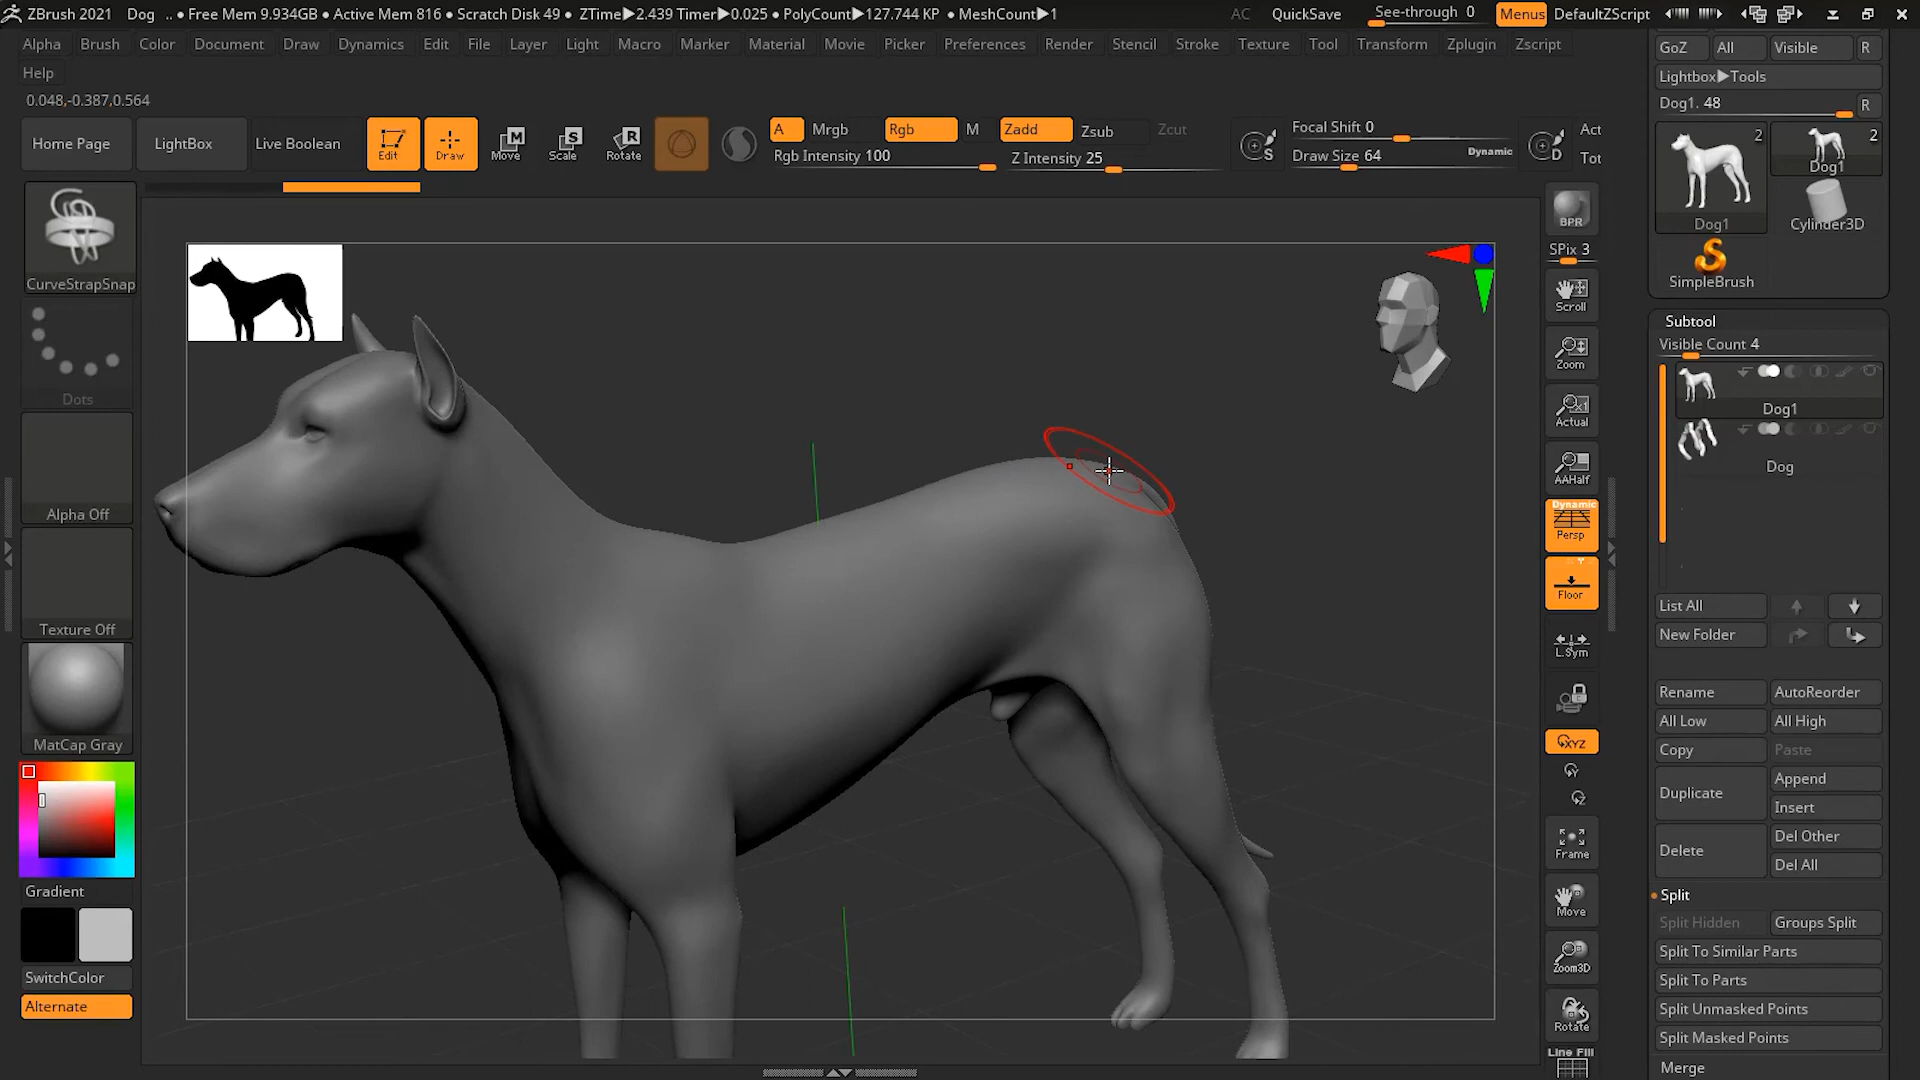 ZBrush 2021 Dog .. ● Free Mem 9.934GB ● Active Mem 816 ● Scratch Disk 49 ● ZTime▶2.439 Timer▶0.025 ● PolyCount▶127.744 KP ● MeshCount▶1 AC QuickSave See-through 0 Menus DefaultZScript
Alpha Brush Color Document Draw Dynamics Edit File Layer Light Macro Marker Material Movie Picker Preferences Render Stencil Stroke Texture Tool Transform Zplugin Zscript
Help
0.048,-0.387,0.564
Home Page LightBox Live Boolean Edit Draw Move Scale Rotate
A Mrgb Rgb M Zadd Zsub Zcut
Rgb Intensity 100 Z Intensity 25
Focal Shift 0
Draw Size 64 Dynamic
S D
Act
Tot
CurveStrapSnap
Dots
Alpha Off
Texture Off
MatCap Gray
Gradient
SwitchColor
Alternate
BPR
SPix 3
Scroll
Zoom
Actual
AAHalf
Dynamic
Persp
Floor
L.Sym
XYZ
Y
Z
Frame
Move
Zoom3D
Rotate
Line Fill
GoZ All Visible R
Lightbox▶Tools
Dog1. 48 R
2 2
Dog1
Dog1 Cylinder3D
SimpleBrush
Subtool
Visible Count 4
Dog1
Dog
List All
New Folder
Rename AutoReorder
All Low All High
Copy Paste
Duplicate Append
Insert
Delete Del Other
Del All
Split
Split Hidden Groups Split
Split To Similar Parts
Split To Parts
Split Unmasked Points
Split Masked Points
Merge